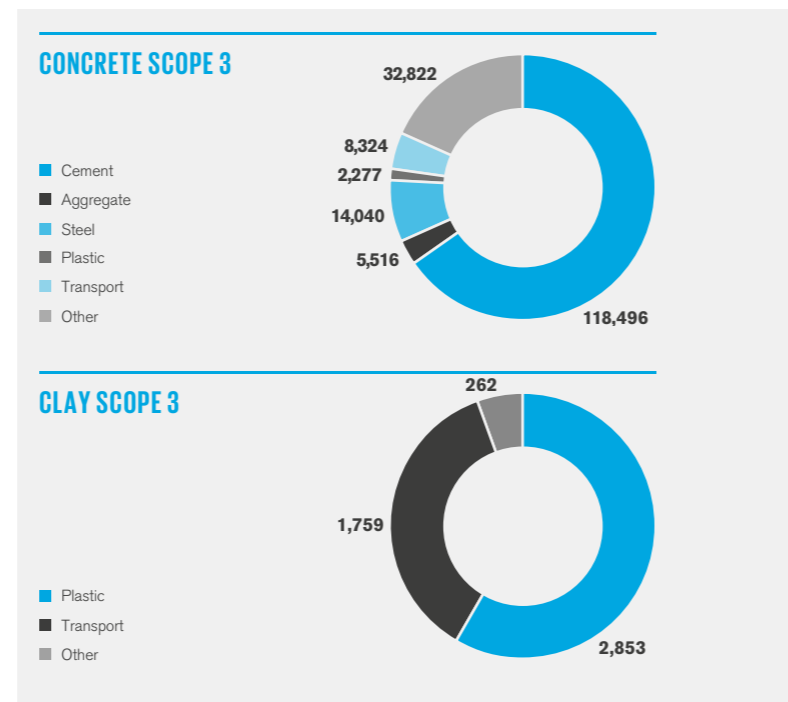 CONCRETE SCOPE 3
32,822
8,324
2,277
14,040
5,516
118,496
Cement
Aggregate
Steel
Plastic
Transport
Other
CLAY SCOPE 3
262
1,759
2,853
Plastic
Transport
Other